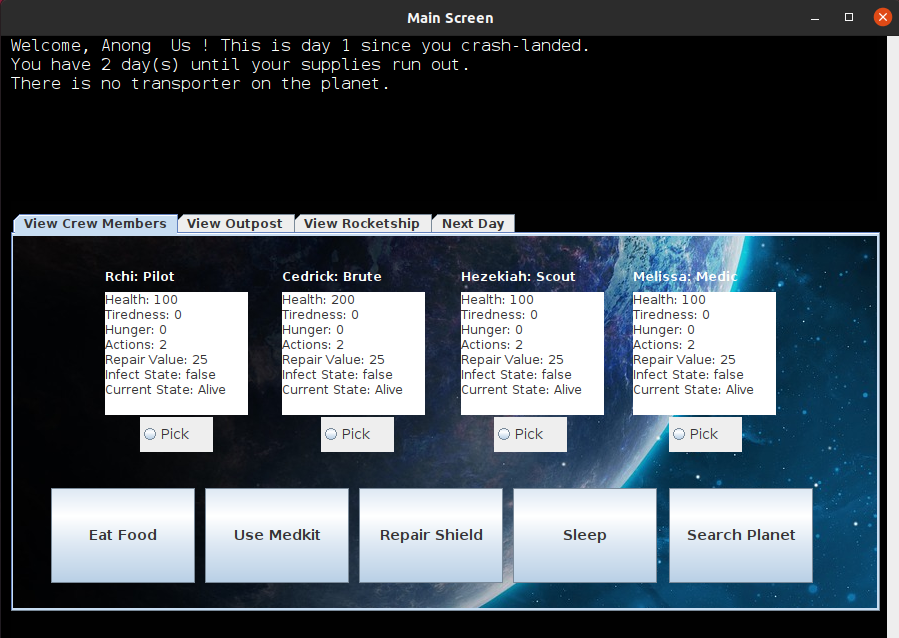 Main Screen
Welcome, Anong  Us ! This is day 1 since you crash-landed.
You have 2 day(s) until your supplies run out.
There is no transporter on the planet.
View Crew Members View Outpost View Rocketship Next Day
Rchi: Pilot
Health: 100
Tiredness: 0
Hunger: 0
Actions: 2
Repair Value: 25
Infect State: false
Current State: Alive
Pick
Cedrick: Brute
Health: 200
Tiredness: 0
Hunger: 0
Actions: 2
Repair Value: 25
Infect State: false
Current State: Alive
Pick
Hezekiah: Scout
Health: 100
Tiredness: 0
Hunger: 0
Actions: 2
Repair Value: 25
Infect State: false
Current State: Alive
Pick
Melissa: Medic
Health: 100
Tiredness: 0
Hunger: 0
Actions: 2
Repair Value: 25
Infect State: false
Current State: Alive
Pick
Eat Food
Use Medkit
Repair Shield
Sleep
Search Planet